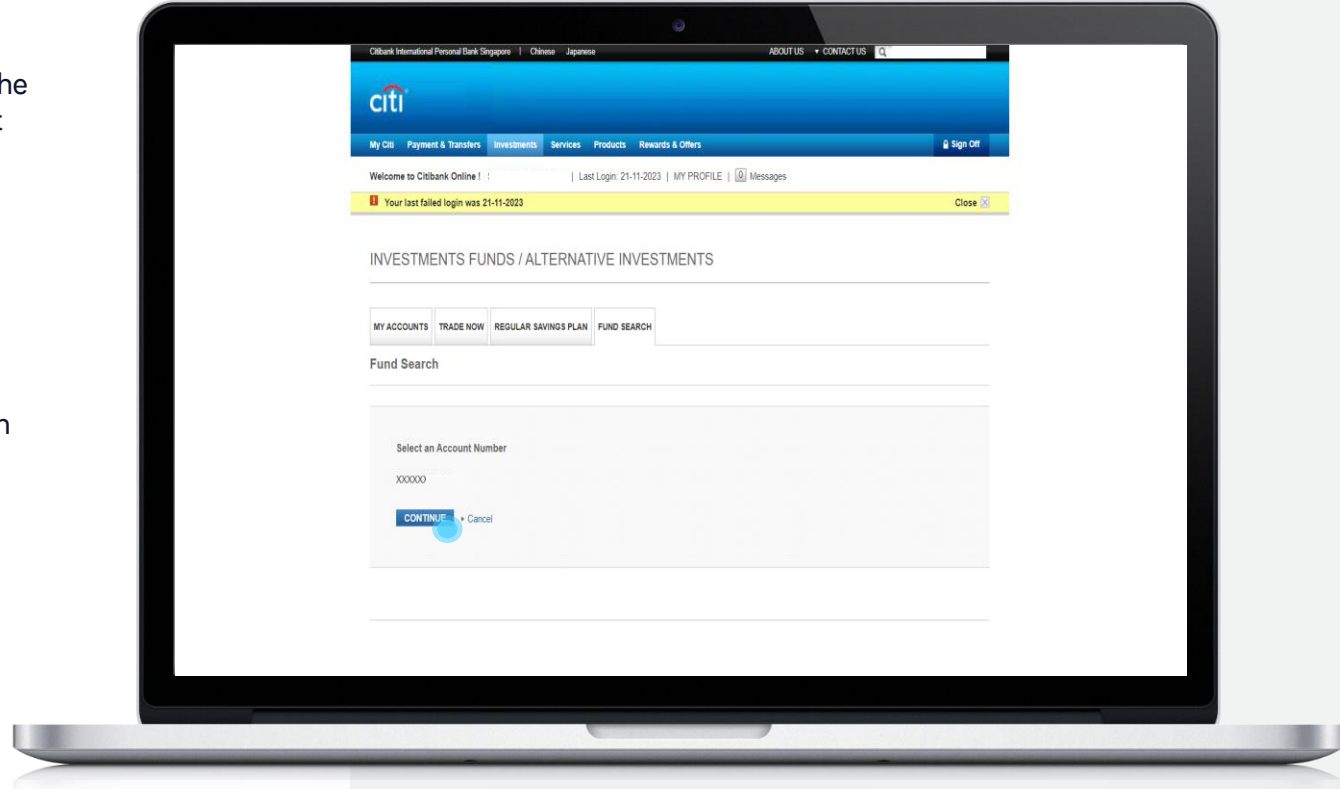 he
t
n
Citibank International Personal Bank Singapore | Chinese Japanese ABOUT US ▾ CONTACT US
citi
My Citi Payment & Transfers Investments Services Products Rewards & Offers Sign Off
Welcome to Citibank Online ! : | Last Login: 21-11-2023 | MY PROFILE | 0 Messages
! Your last failed login was 21-11-2023 Close X
INVESTMENTS FUNDS / ALTERNATIVE INVESTMENTS
MY ACCOUNTS TRADE NOW REGULAR SAVINGS PLAN FUND SEARCH
Fund Search
Select an Account Number
XXXXXX
CONTINUE ▸ Cancel